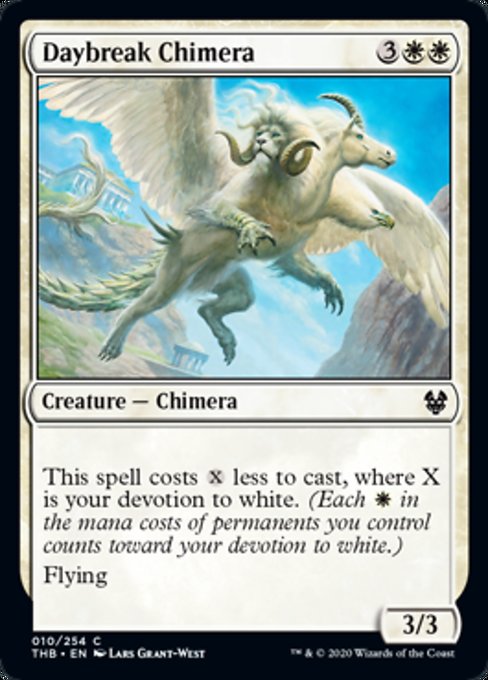 Daybreak Chimera 3
Creature — Chimera
This spell costs X less to cast, where X
is your devotion to white. (Each in
the mana costs of permanents you control
counts toward your devotion to white.)
Flying
3/3
010/254 C
THB • EN Lars Grant-West
™ & © 2020 Wizards of the Coast